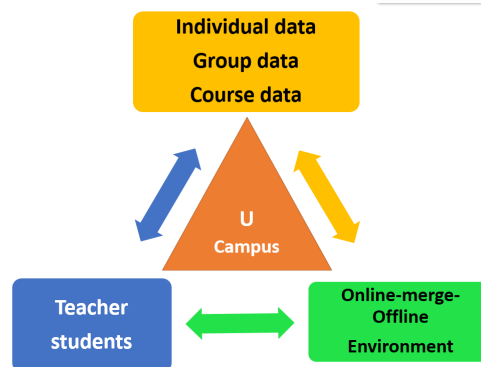 Individual data
Group data
Course data
U
Campus
Teacher
students
Online-merge-
Offline
Environment